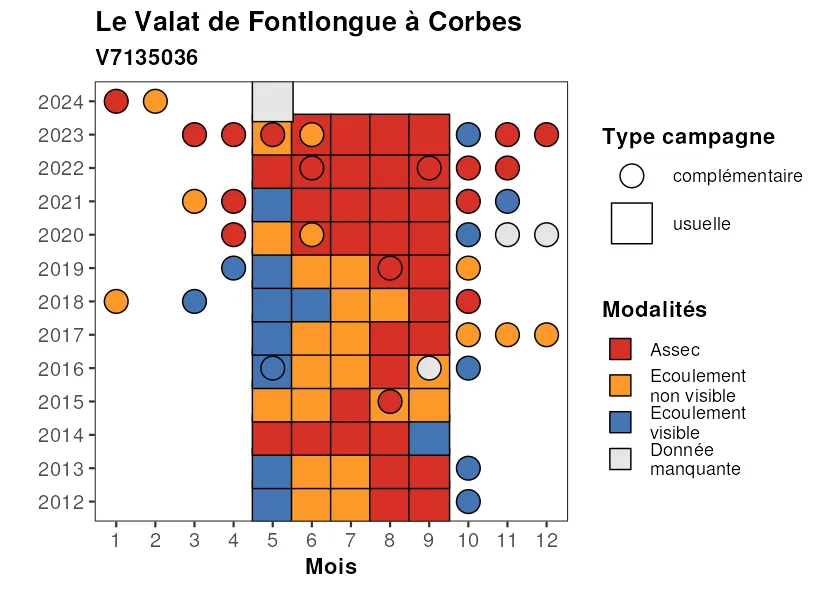 Le Valat de Fontlongue à Corbes
V7135036
2024
2023
2022
2021
2020
2019
2018
2017
2016
2015
2014
2013
2012
1 2 3 4 5 6 7 8 9 10 11 12
Mois
Type campagne
complémentaire
usuelle
Modalités
Assec
Ecoulement
non visible
Ecoulement
visible
Donnée
manquante